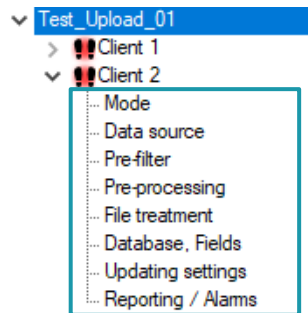 Test_Upload_01
Client 1
Client 2
Mode
Data source
Pre-filter
Pre-processing
File treatment
Database, Fields
Updating settings
Reporting / Alarms